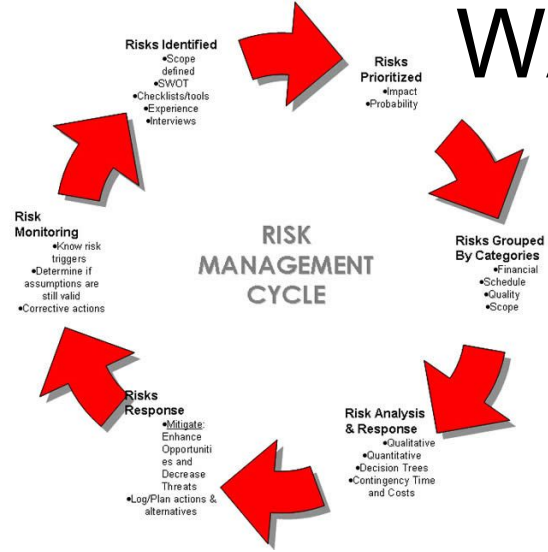 Risks Identified
•Scope
defined
•SWOT
•Checklists/tools
•Experience
•Interviews
Risks
Prioritized
•Impact
•Probability
Risks Grouped
By Categories
•Financial
•Schedule
•Quality
•Scope
Risk Analysis
& Response
•Qualitative
•Quantitative
•Decision Trees
•Contingency Time
and Costs
Risks
Response
•Mitigate:
Enhance
Opportuniti
es and
Decrease
Threats
•Log/Plan actions &
alternatives
Risk
Monitoring
•Know risk
triggers
•Determine if
assumptions are
still valid
•Corrective actions
RISK
MANAGEMENT
CYCLE